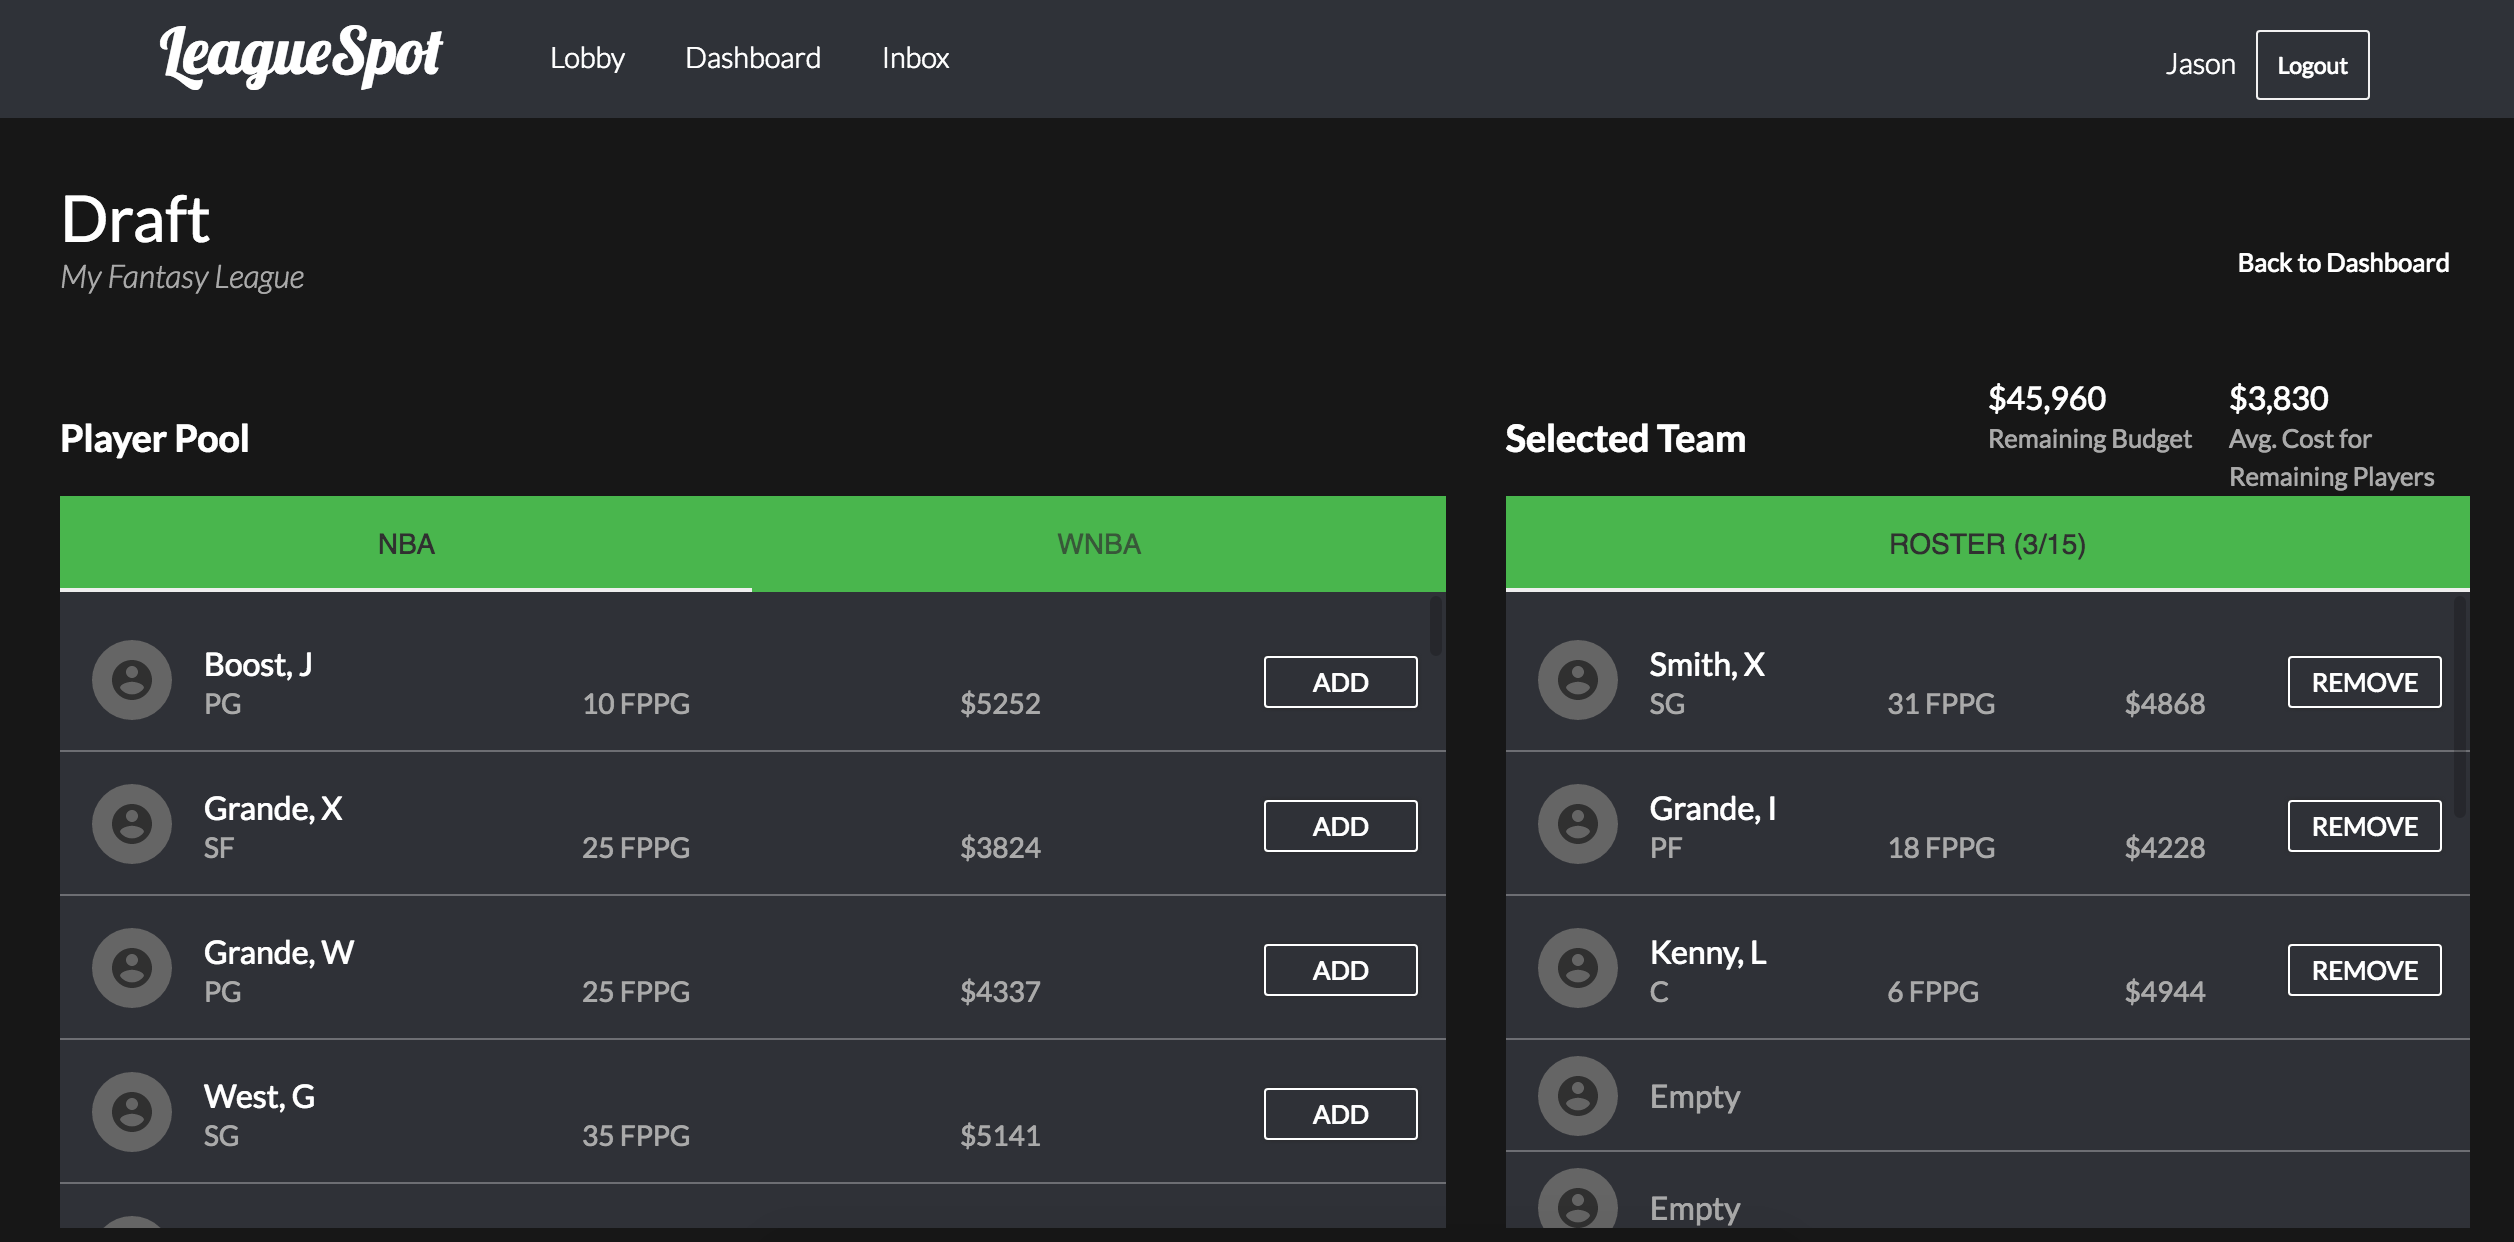 LeagueSpot
Lobby
Dashboard
Inbox
Jason
Logout
Draft
My Fantasy League
Back to Dashboard
Player Pool
NBA
WNBA
Boost, J
PG
10 FPPG
$5252
ADD
Grande, X
SF
25 FPPG
$3824
ADD
Grande, W
PG
25 FPPG
$4337
ADD
West, G
SG
35 FPPG
$5141
ADD
Selected Team
$45,960
Remaining Budget
$3,830
Avg. Cost for
Remaining Players
ROSTER (3/15)
Smith, X
SG
31 FPPG
$4868
REMOVE
Grande, I
PF
18 FPPG
$4228
REMOVE
Kenny, L
C
6 FPPG
$4944
REMOVE
Empty
Empty